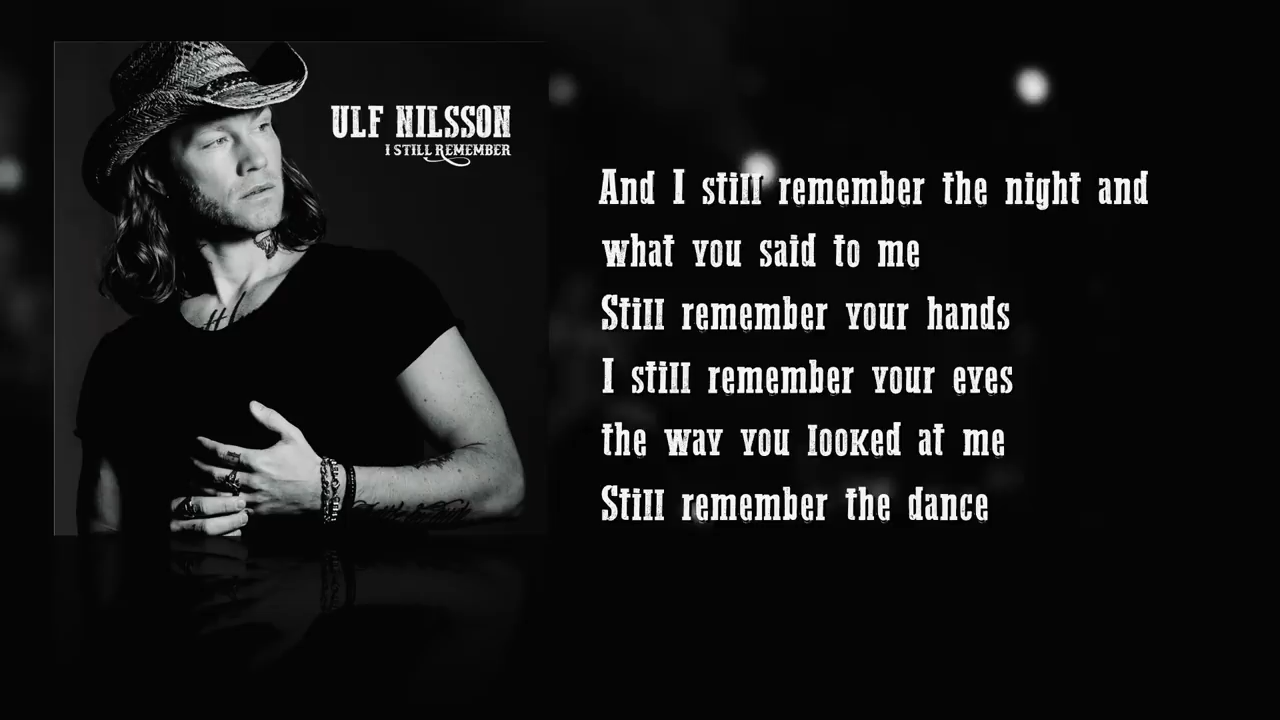 ULF NILSSON
I STILL REMEMBER
And I still remember the night and
what you said to me
Still remember your hands
I still remember your eyes
the way you looked at me
Still remember the dance